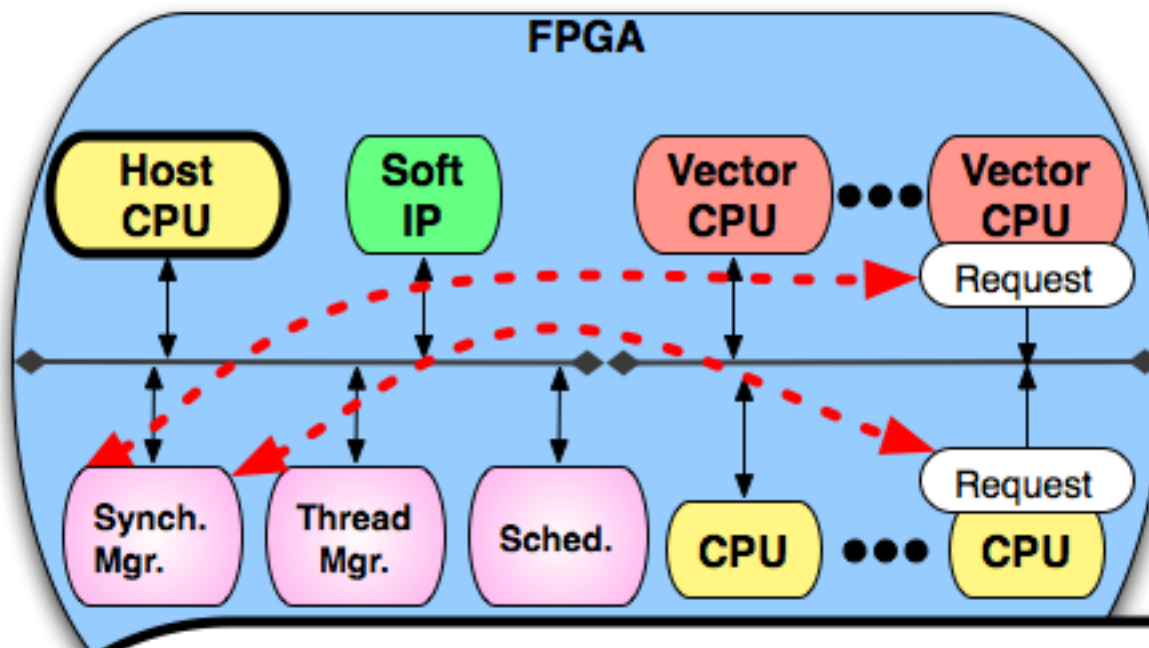 FPGA
Host
CPU
Soft
IP
Vector
CPU
Vector
CPU
Request
Synch.
Mgr.
Thread
Mgr.
Sched.
CPU
Request
CPU